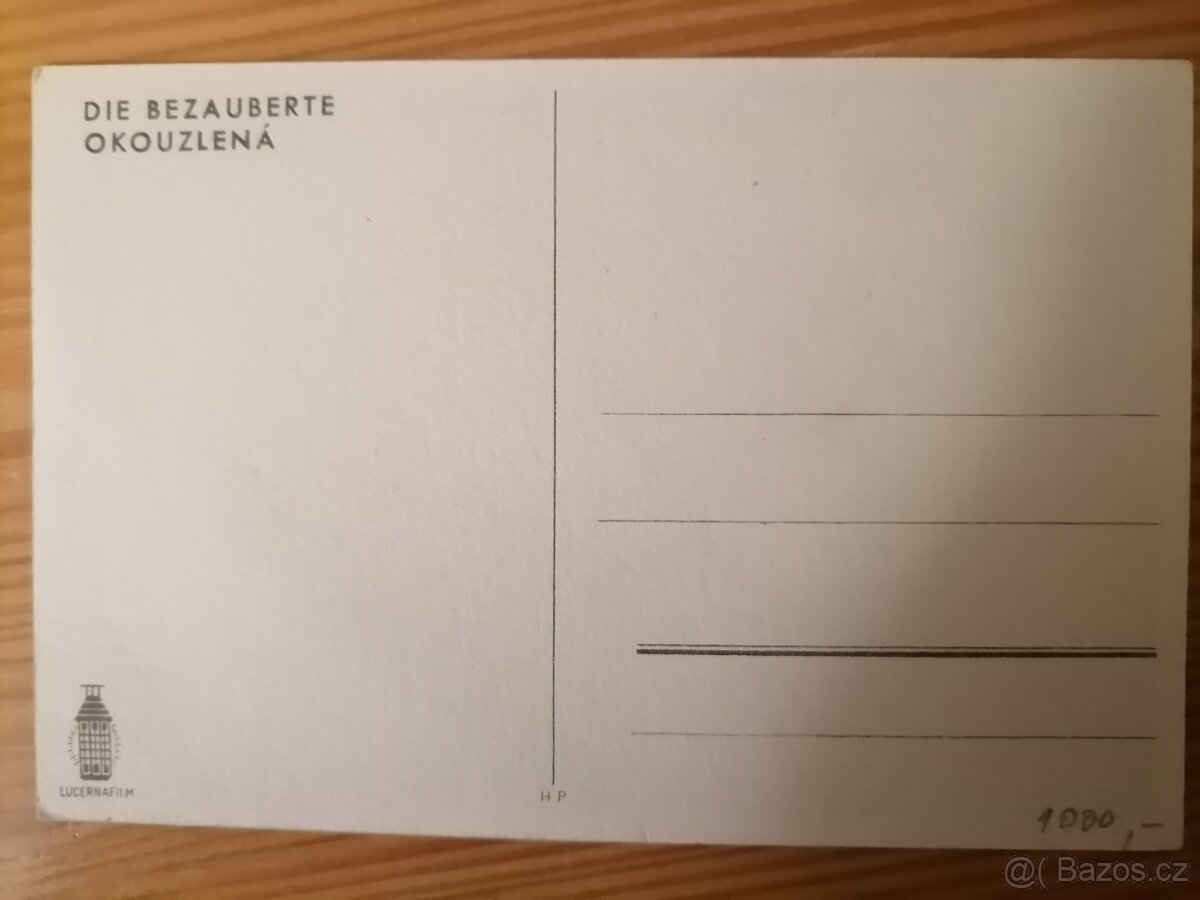 DIE BEZAUBERTE
OKOUZLENÁ
LUCERNAFILM
H P
1000,-
@( Bazos.cz